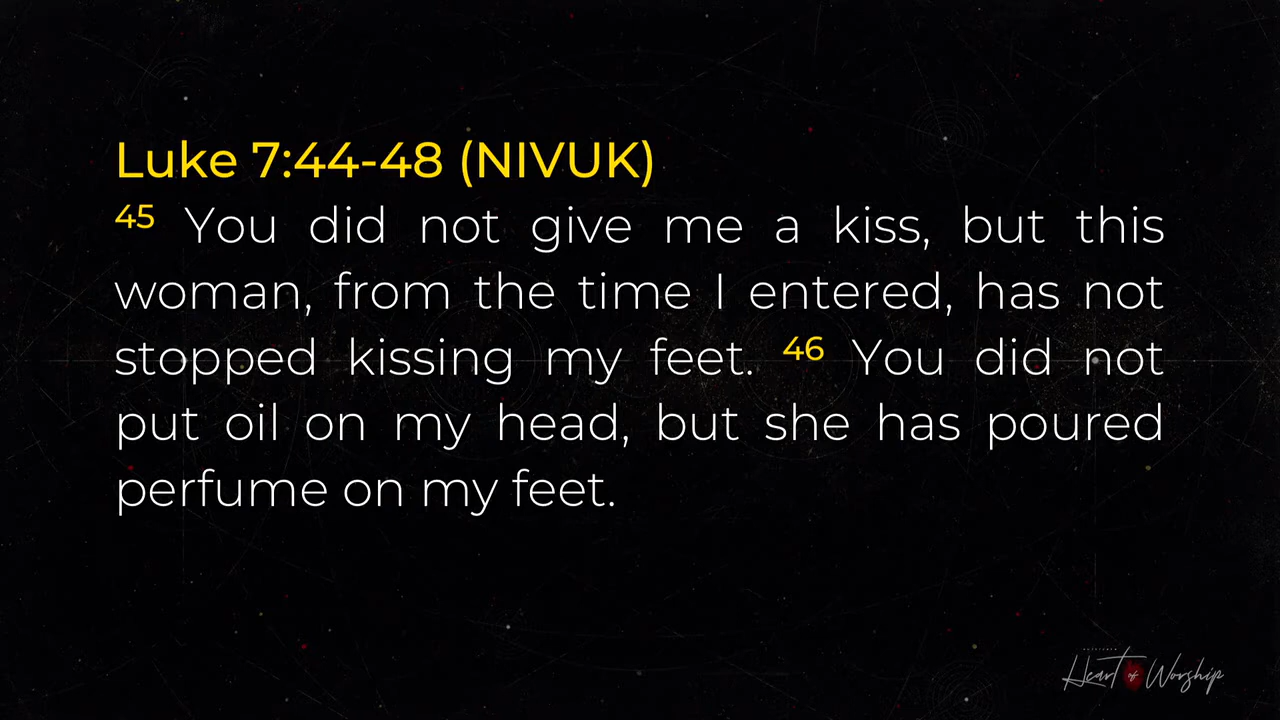 Luke 7:44-48 (NIVUK)
45 You did not give me a kiss, but this
woman, from the time I entered, has not
stopped kissing my feet. 46 You did not
put oil on my head, but she has poured
perfume on my feet.
Heart of Worship